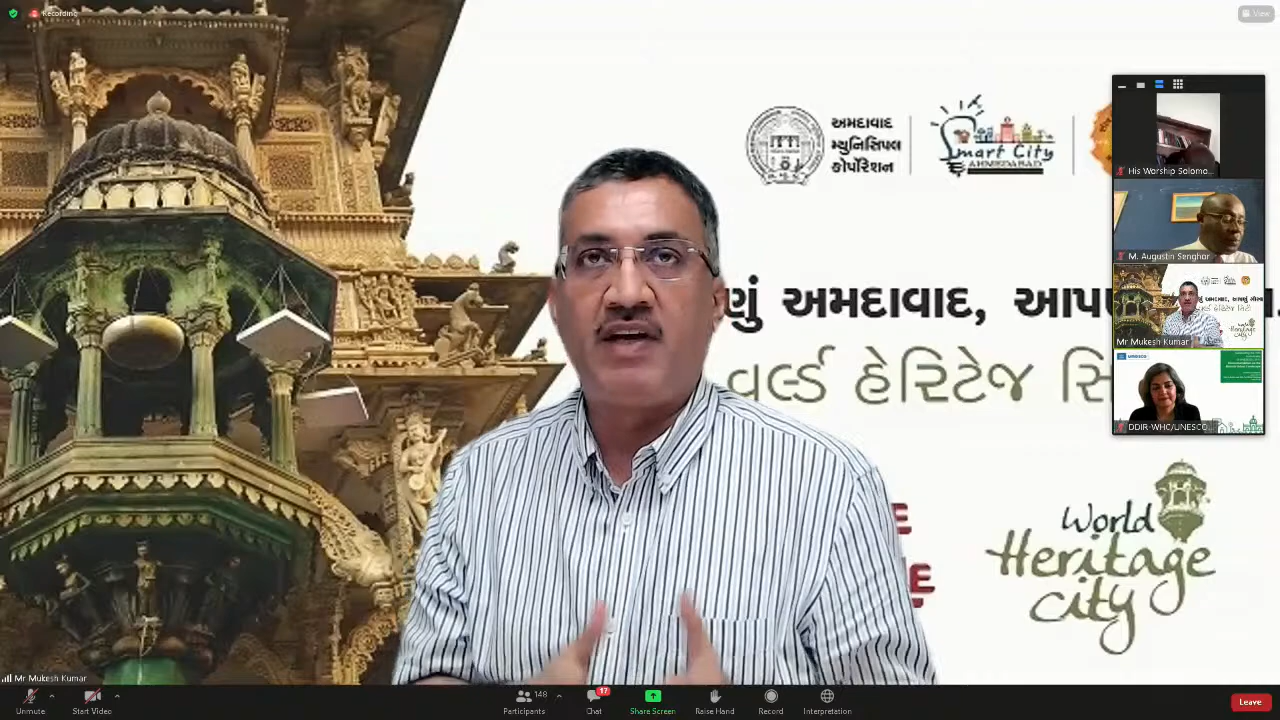 Recording
View
અમદાવાદ
મ્યુનિસિપલ
કોર્પોરેશન
Smart City
AHMEDABAD
અમદાવાદ,
વર્લ્ડ હેરિટેજ
World
Heritage
City
His Worship Solomo...
M. Augustin Senghor
Mr Mukesh Kumar
unesco
DDIR-WHC/UNESCO...
Mr Mukesh Kumar
Unmute
Start Video
148
Participants
17
Chat
Share Screen
Raise Hand
Record
Interpretation
Leave